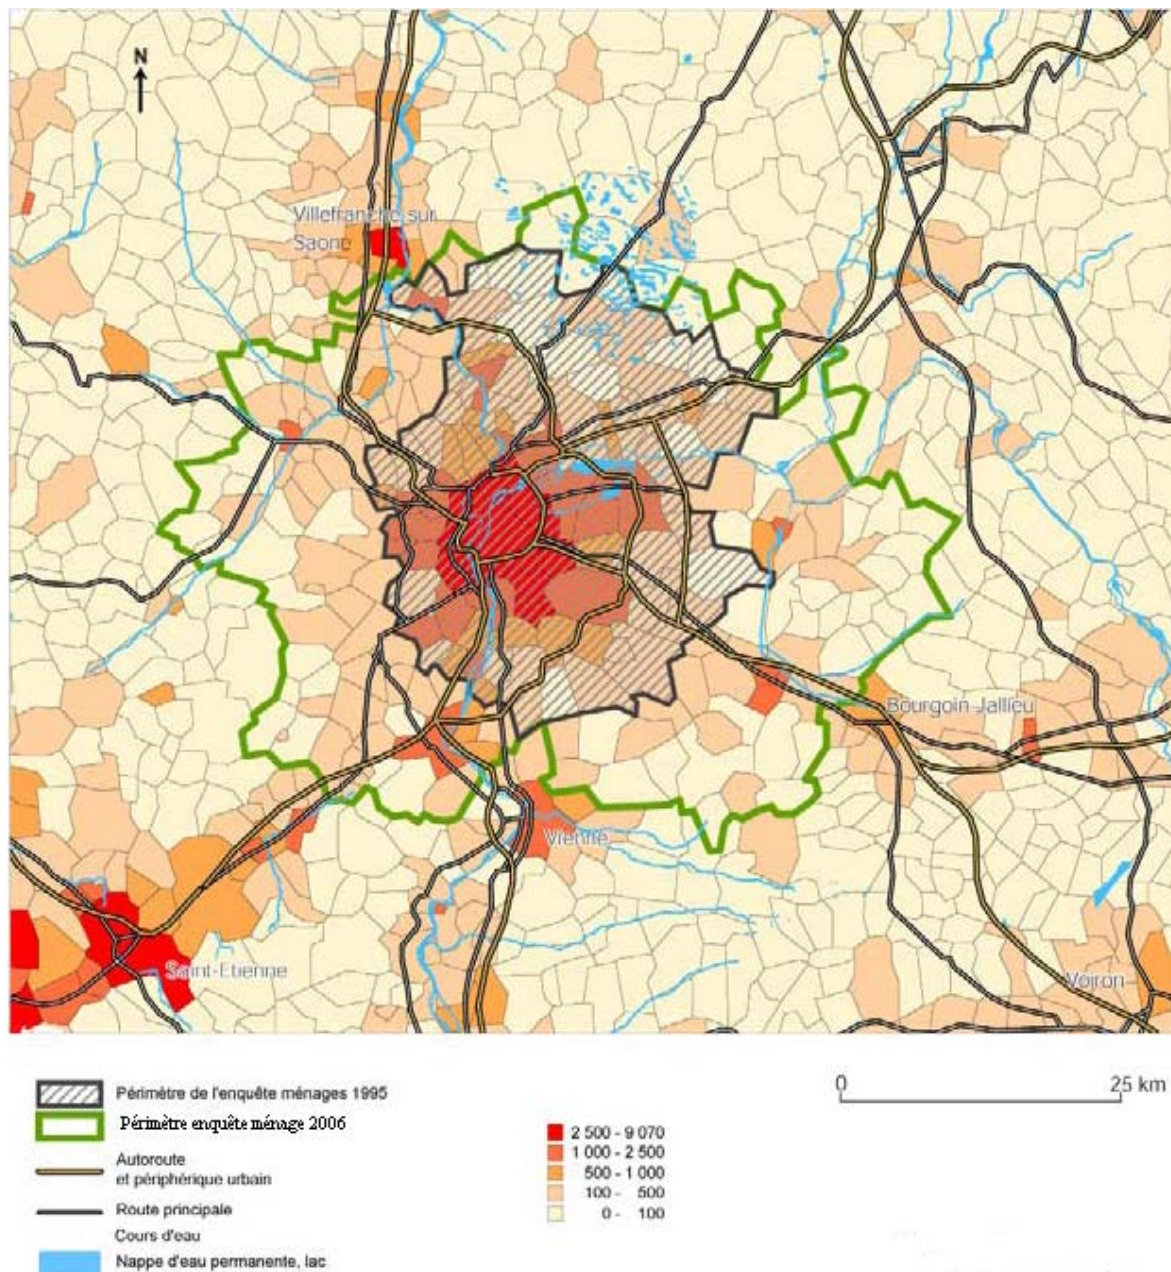 N
Villefranche sur
Saone
Bourgoin Jallieu
Vienne
Saint-Etienne
Voiron
0 25 km
Périmètre de l'enquête ménages 1995
Périmètre enquête ménage 2006
Autoroute
et périphérique urbain
Route principale
Cours d'eau
Nappe d'eau permanente, lac
2 500 - 9 070
1 000 - 2 500
500 - 1 000
100 - 500
0 - 100